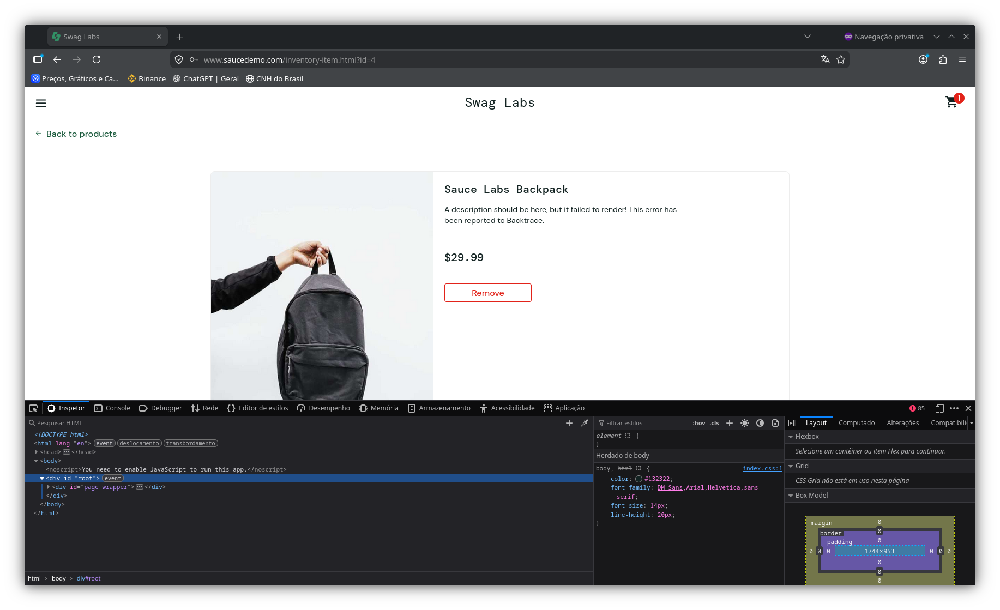 Swag Labs
Navegação privativa
www.saucedemo.com/inventory-item.html?id=4
Preços, Gráficos e Ca...
Binance
ChatGPT | Geral
CNH do Brasil
Swag Labs
1
Back to products
Sauce Labs Backpack
A description should be here, but it failed to render! This error has
been reported to Backtrace.
$29.99
Remove
Inspetor
Console
Debugger
Rede
Editor de estilos
Desempenho
Memória
Armazenamento
Acessibilidade
Aplicação
85
Pesquisar HTML
<!DOCTYPE html>
<html lang="en"> event deslocamento transbordamento
<head>…</head>
<body>
<noscript>You need to enable JavaScript to run this app.</noscript>
<div id="root"> event
<div id="page_wrapper">…</div>
</div>
</body>
</html>
html › body › div#root
Filtrar estilos
:hov .cls
element {
}
Herdado de body
body, html { index.css:1
color: #132322;
font-family: DM Sans,Arial,Helvetica,sans-
serif;
font-size: 14px;
line-height: 20px;
}
Layout
Computado
Alterações
Compatibili
Flexbox
Selecione um contêiner ou item Flex para continuar.
Grid
CSS Grid não está em uso nesta página
Box Model
margin 0
border 0
padding 0
0 0 0 1744×953 0 0 0
0
0
0